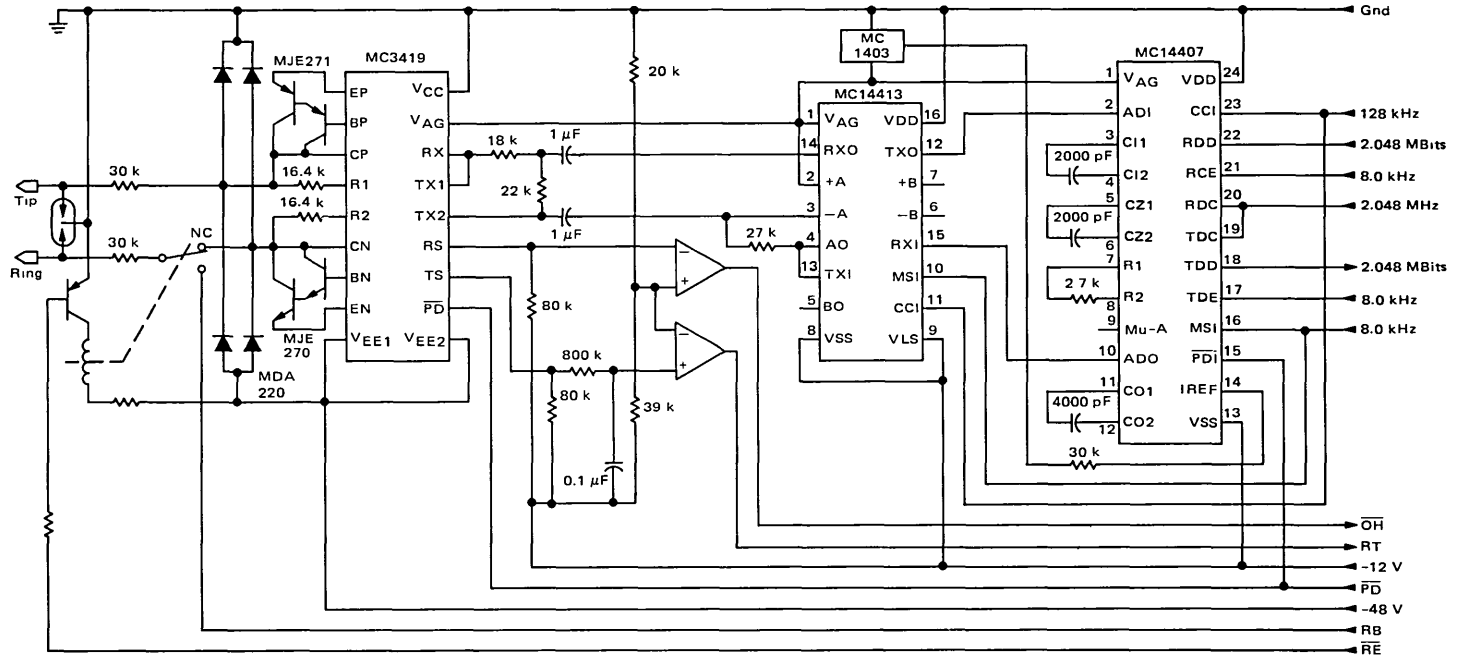 Gnd
MC
1403
MC3419
MC14413
MC14407
MJE271
EP
BP
CP
R1
R2
CN
BN
EN
VEE1
VCC
VAG
RX
TX1
TX2
RS
TS
PD
VEE2
30 k
16.4 k
16.4 k
Tip
Ring
30 k
NC
MJE
270
MDA
220
18 k
1 µF
22 k
1 µF
27 k
20 k
80 k
800 k
80 k
39 k
0.1 µF
1 VAG
14 RXO
2 +A
3 −A
4 AO
13 TXI
5 BO
8 VSS
VDD 16
TXO 12
+B 7
−B 6
RXI 15
MSI 10
CCI 11
VLS 9
1 VAG
2 ADI
3 CI1
2000 pF
4 CI2
5 CZ1
2000 pF
6 CZ2
7 R1
2 7 k
8 R2
9 Mu-A
10 ADO
11 CO1
4000 pF
12 CO2
30 k
VDD 24
CCI 23
RDD 22
RCE 21
RDC 20
TDC 19
TDD 18
TDE 17
MSI 16
PDI 15
IREF 14
VSS 13
128 kHz
2.048 MBits
8.0 kHz
2.048 MHz
2.048 MBits
8.0 kHz
8.0 kHz
OH
RT
−12 V
PD
−48 V
RB
RE